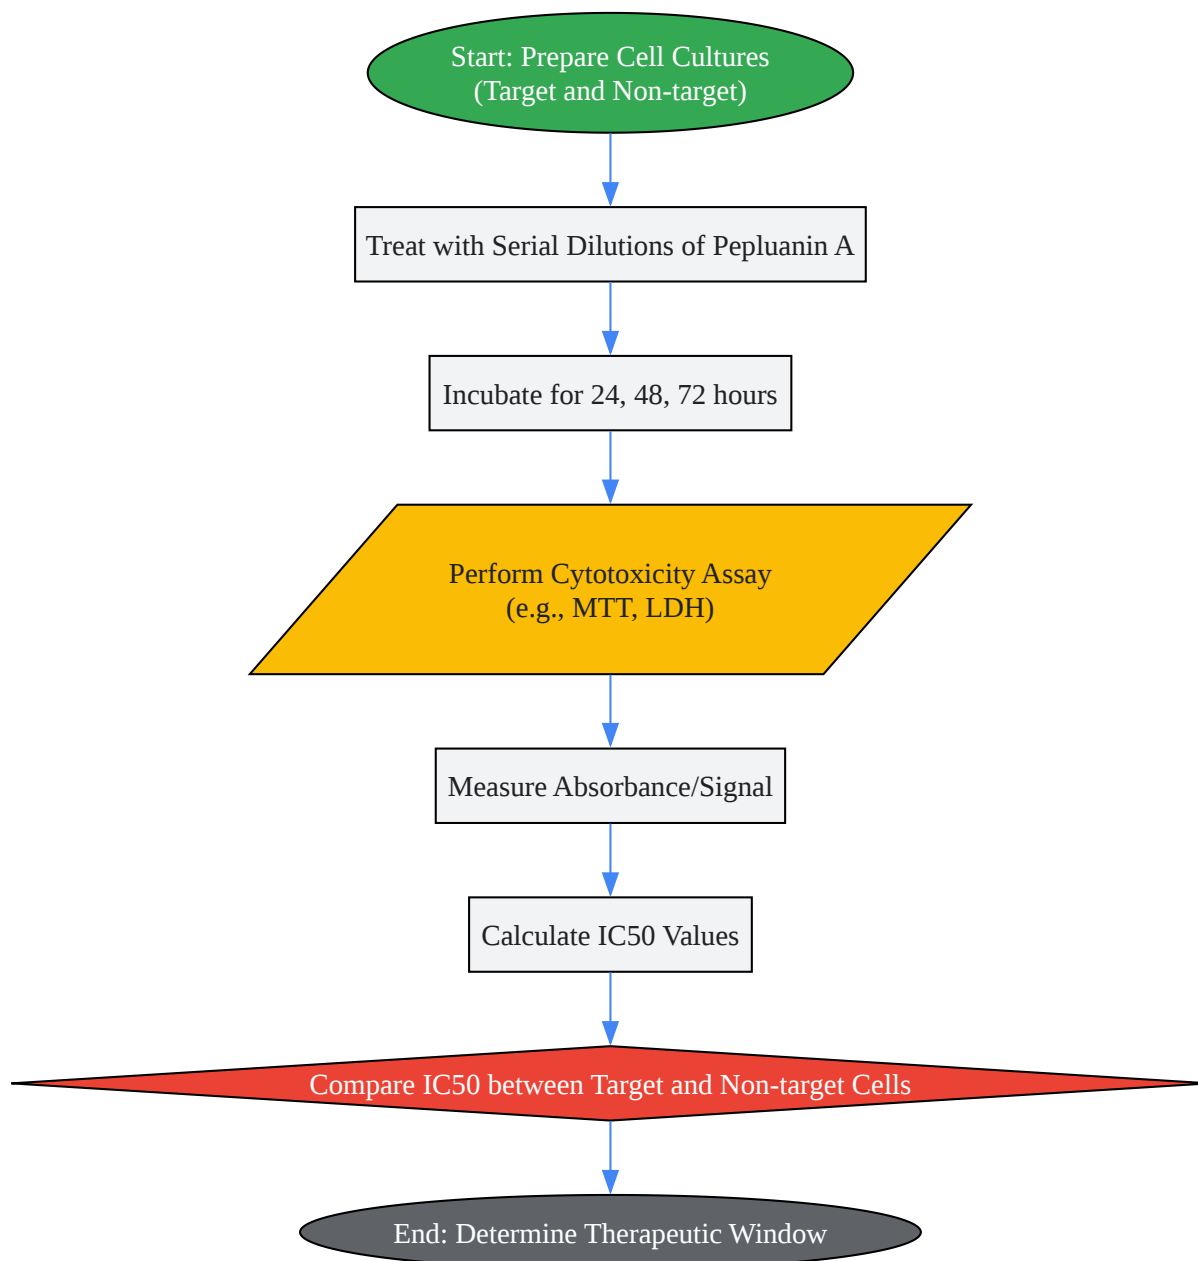 Start: Prepare Cell Cultures
(Target and Non-target)
Treat with Serial Dilutions of Pepluanin A
Incubate for 24, 48, 72 hours
Perform Cytotoxicity Assay
(e.g., MTT, LDH)
Measure Absorbance/Signal
Calculate IC50 Values
Compare IC50 between Target and Non-target Cells
End: Determine Therapeutic Window